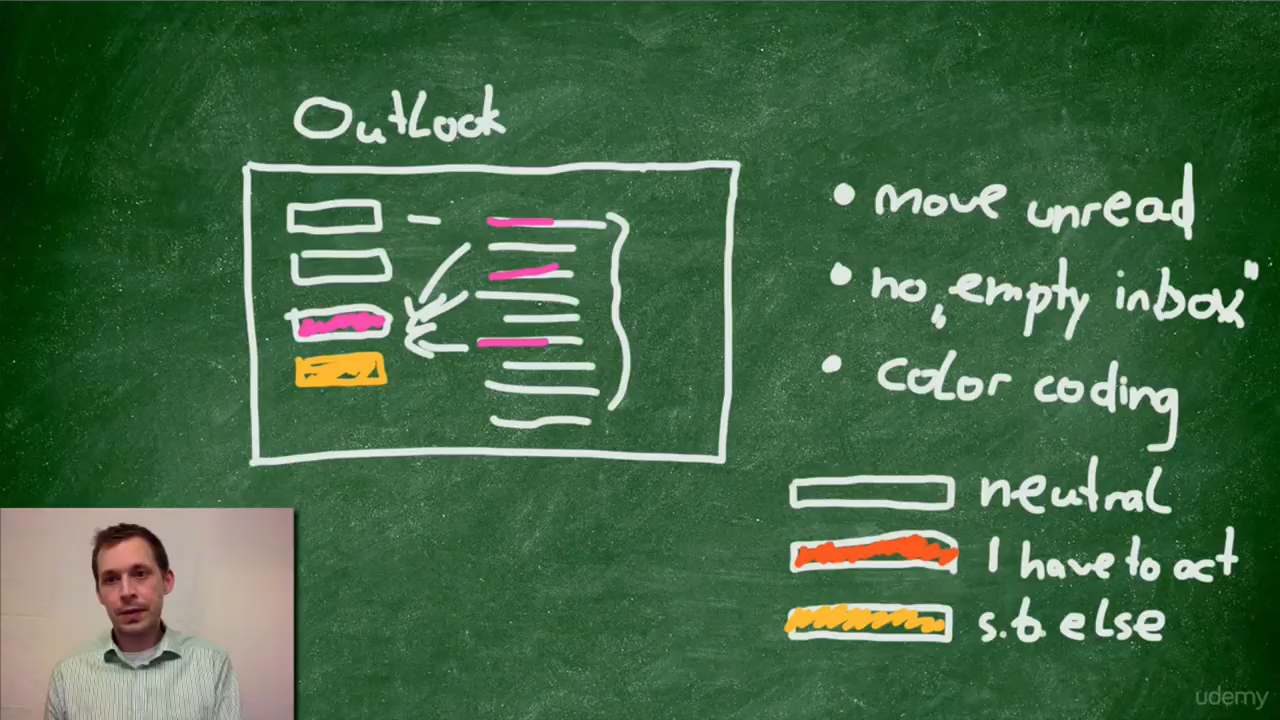 Outlook
• move unread
• no „empty inbox"
• color coding
neutral
I have to act
s.b. else
udemy